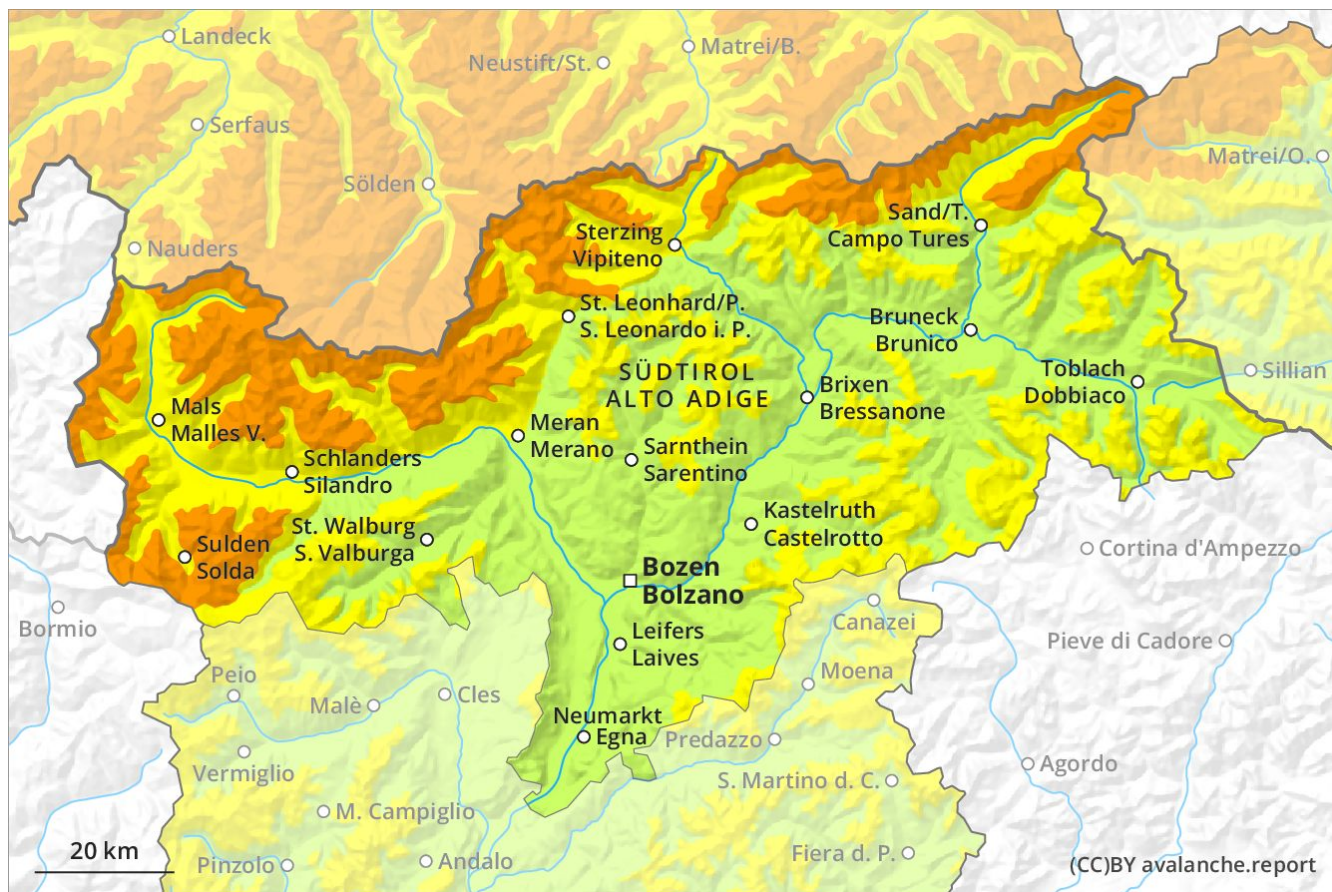 Landeck
Neustift/St.
Matrei/B.
Serfaus
Sölden
Matrei/O.
Nauders
Sand/T.
Campo Tures
Sterzing
Vipiteno
St. Leonhard/P.
S. Leonardo i. P.
Bruneck
Brunico
SÜDTIROL
ALTO ADIGE
Toblach
Dobbiaco
Sillian
Brixen
Bressanone
Mals
Malles V.
Meran
Merano
Sarnthein
Sarentino
Schlanders
Silandro
Kastelruth
Castelrotto
St. Walburg
S. Valburga
Sulden
Solda
Cortina d'Ampezzo
Bozen
Bolzano
Bormio
Canazei
Leifers
Laives
Pieve di Cadore
Peio
Moena
Malè
Cles
Neumarkt
Egna
Predazzo
Vermiglio
Agordo
S. Martino d. C.
M. Campiglio
20 km
Pinzolo
Andalo
Fiera d. P.
(CC)BY avalanche.report